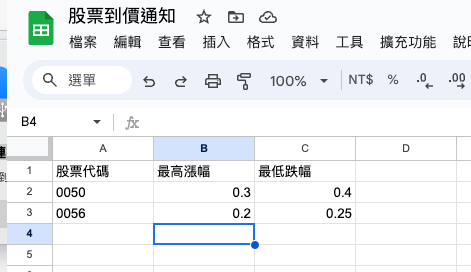 股票到價通知
檔案 編輯 查看 插入 格式 資料 工具 擴充功能
選單 100% NT$ % .0 .00
B4 fx
A B C D
1 股票代碼 最高漲幅 最低跌幅
2 0050 0.3 0.4
3 0056 0.2 0.25
4
5